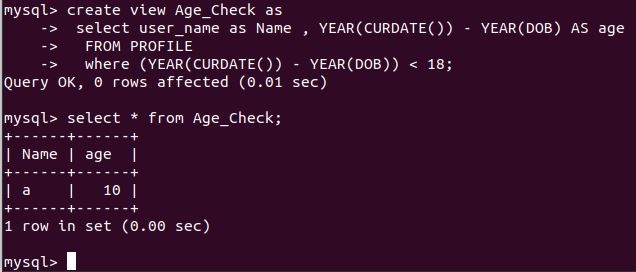 mysql> create view Age_Check as
    ->  select user_name as Name , YEAR(CURDATE()) - YEAR(DOB) AS age
    ->   FROM PROFILE
    ->   where (YEAR(CURDATE()) - YEAR(DOB)) < 18;
Query OK, 0 rows affected (0.01 sec)

mysql> select * from Age_Check;
+------+------+
| Name | age  |
+------+------+
| a    |   10 |
+------+------+
1 row in set (0.00 sec)

mysql>